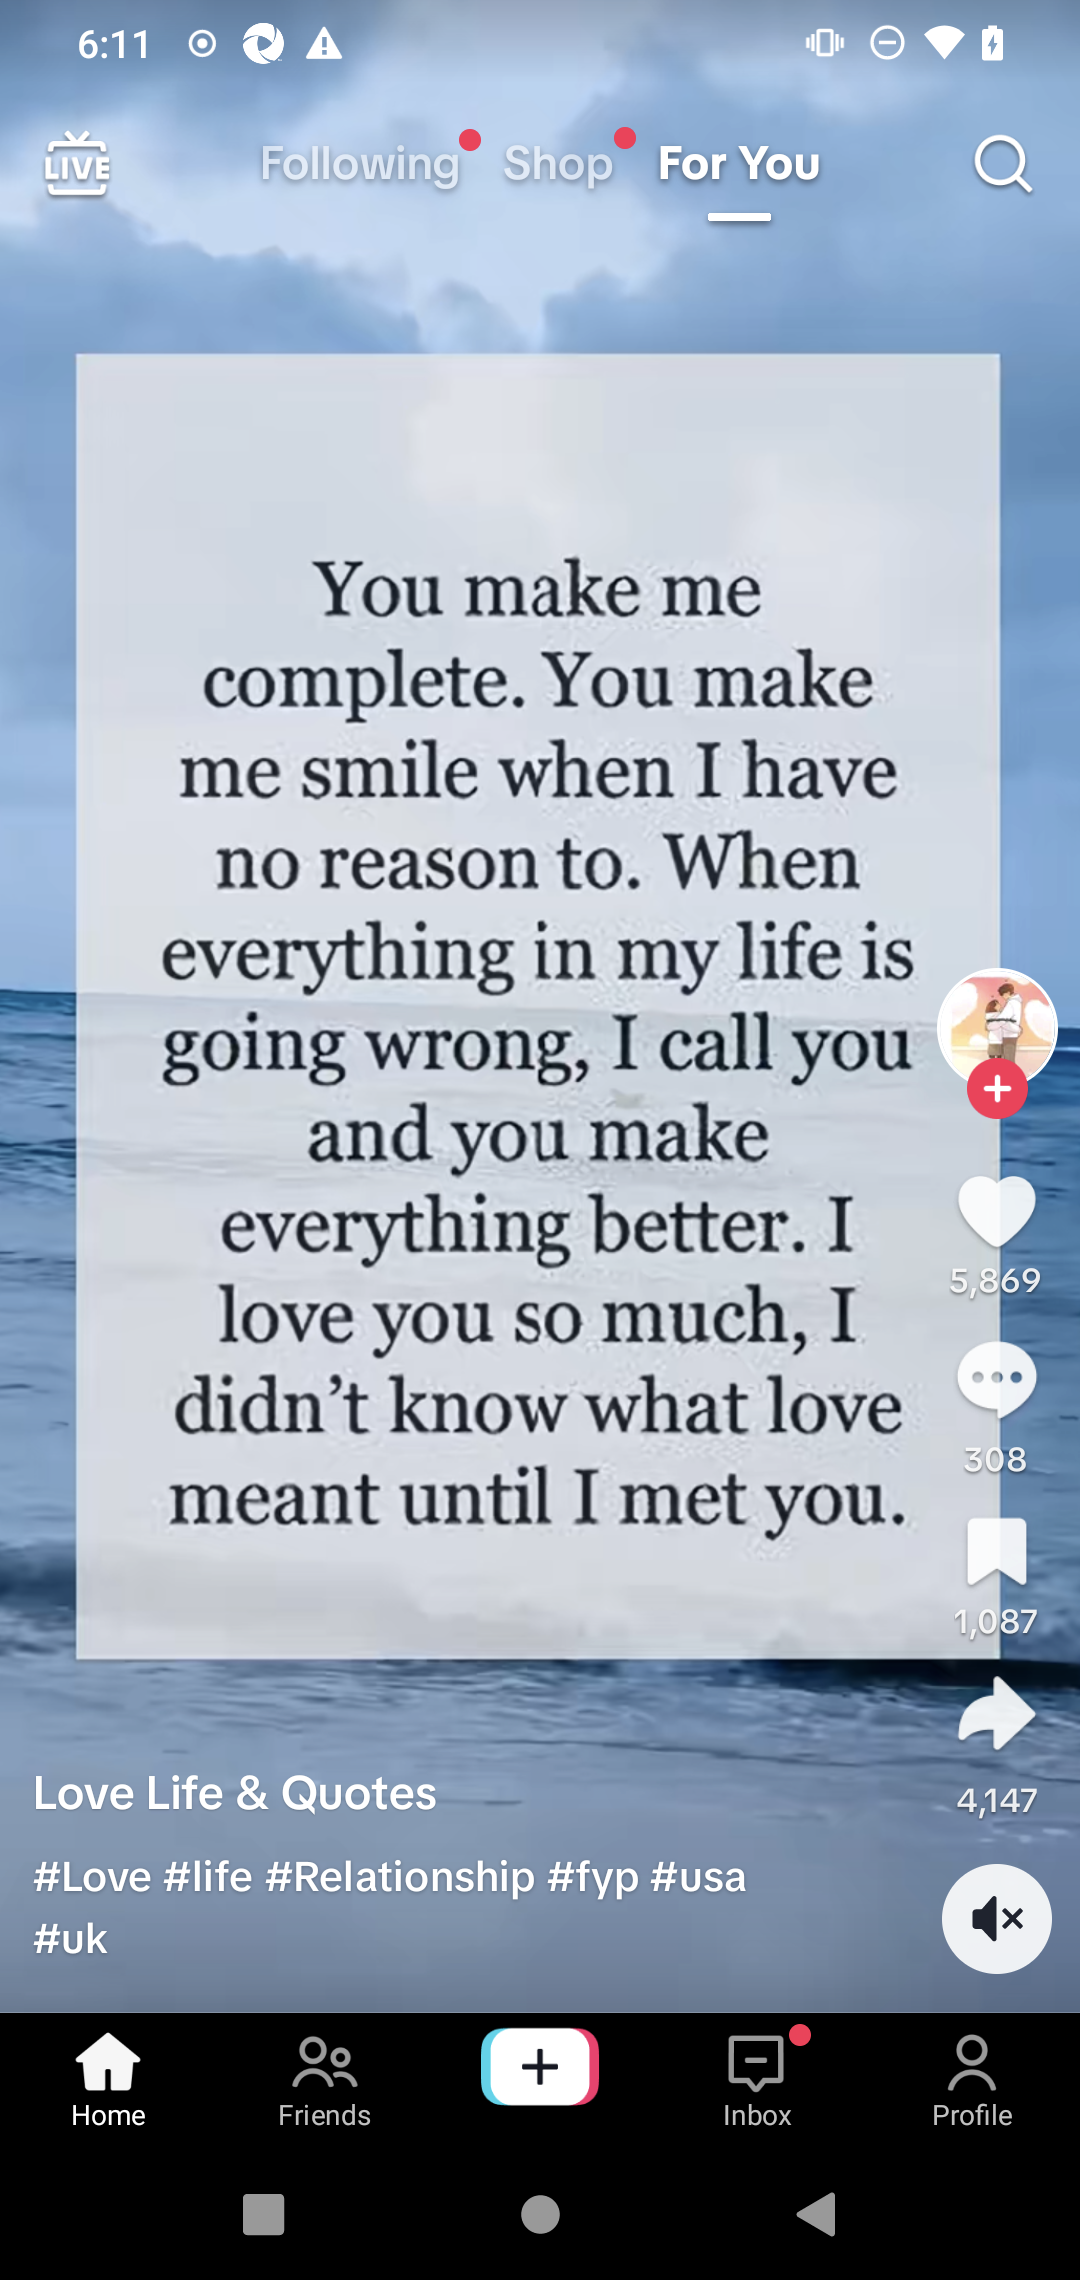 6:11
LIVE
Following
Shop
For You
You make me
complete. You make
me smile when I have
no reason to. When
everything in my life is
going wrong, I call you
and you make
everything better. I
love you so much, I
didn’t know what love
meant until I met you.
5,869
308
1,087
4,147
Love Life & Quotes
#Love #life #Relationship #fyp #usa
#uk
Home
Friends
Inbox
Profile